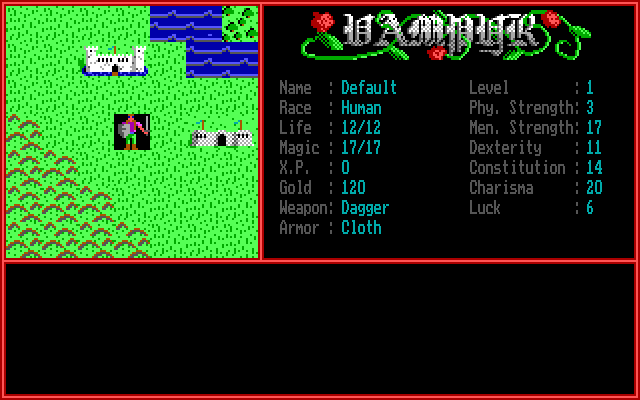 VAMPYR
Name : Default
Race : Human
Life : 12/12
Magic : 17/17
X.P. : 0
Gold : 120
Weapon: Dagger
Armor : Cloth
Level : 1
Phy. Strength: 3
Men. Strength: 17
Dexterity : 11
Constitution : 14
Charisma : 20
Luck : 6